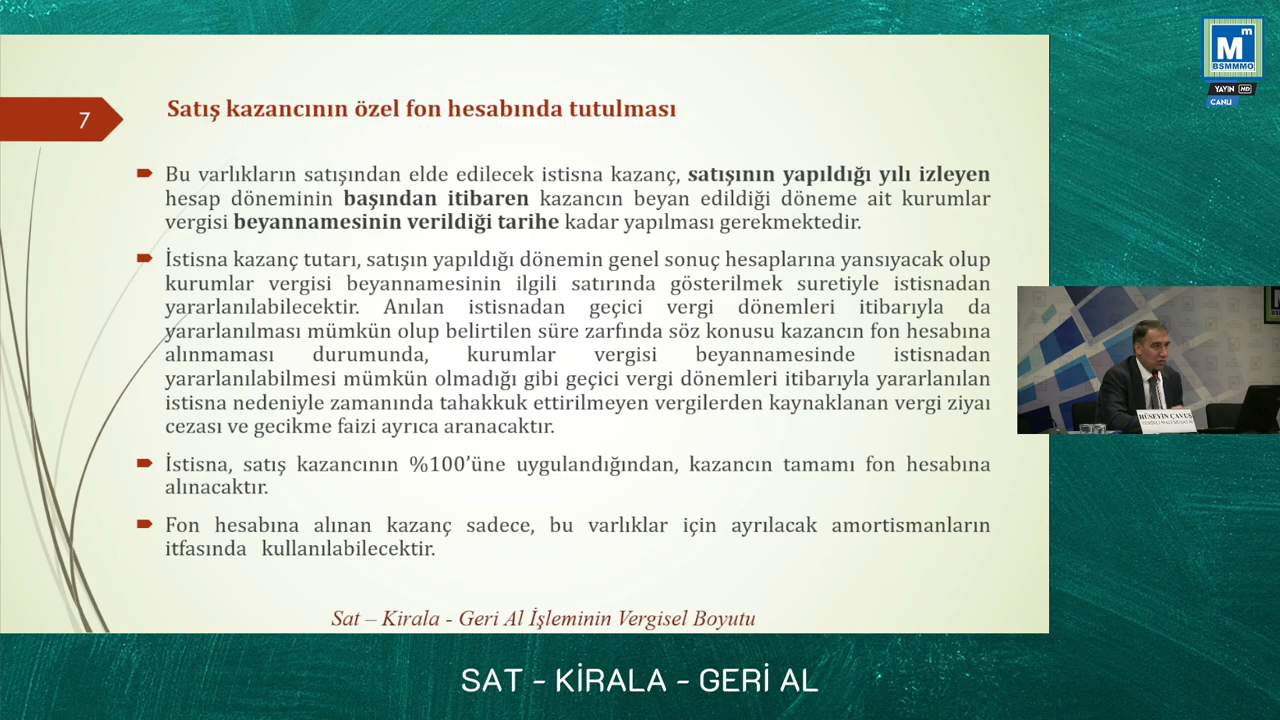 M
m
BSMMMO
YAYIN HD
CANLI
7
Satış kazancının özel fon hesabında tutulması
Bu varlıkların satışından elde edilecek istisna kazanç, satışının yapıldığı yılı izleyen
hesap döneminin başından itibaren kazancın beyan edildiği döneme ait kurumlar
vergisi beyannamesinin verildiği tarihe kadar yapılması gerekmektedir.
İstisna kazanç tutarı, satışın yapıldığı dönemin genel sonuç hesaplarına yansıyacak olup
kurumlar vergisi beyannamesinin ilgili satırında gösterilmek suretiyle istisnadan
yararlanılabilecektir. Anılan istisnadan geçici vergi dönemleri itibarıyla da
yararlanılması mümkün olup belirtilen süre zarfında söz konusu kazancın fon hesabına
alınmaması durumunda, kurumlar vergisi beyannamesinde istisnadan
yararlanılabilmesi mümkün olmadığı gibi geçici vergi dönemleri itibarıyla yararlanılan
istisna nedeniyle zamanında tahakkuk ettirilmeyen vergilerden kaynaklanan vergi ziyaı
cezası ve gecikme faizi ayrıca aranacaktır.
İstisna, satış kazancının %100’üne uygulandığından, kazancın tamamı fon hesabına
alınacaktır.
Fon hesabına alınan kazanç sadece, bu varlıklar için ayrılacak amortismanların
itfasında kullanılabilecektir.
Sat – Kirala - Geri Al İşleminin Vergisel Boyutu
HÜSEYİN ÇAVUŞ
YEMİNLİ MALİ MÜŞAVİR
SAT - KİRALA - GERİ AL